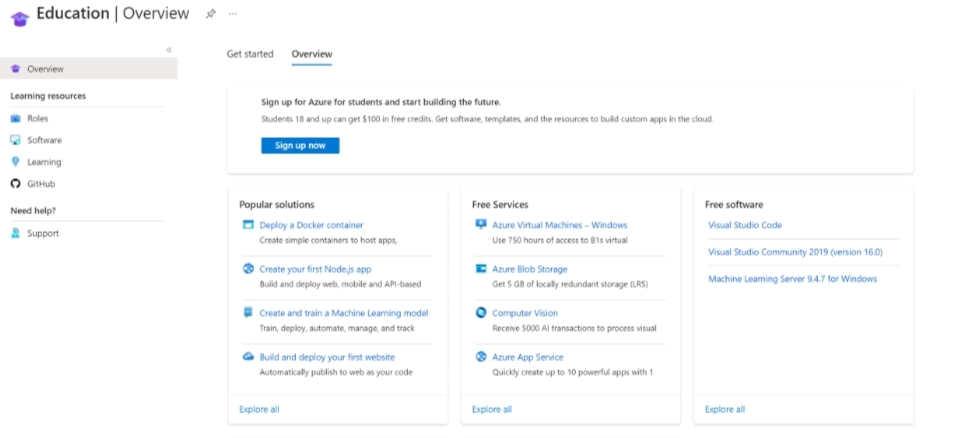 Education | Overview
Overview
Learning resources
Roles
Software
Learning
GitHub
Need help?
Support
Get started
Overview
Sign up for Azure for students and start building the future.
Students 18 and up can get $100 in free credits. Get software, templates, and the resources to build custom apps in the cloud.
Sign up now
Popular solutions
Deploy a Docker container
Create simple containers to host apps,
Create your first Node.js app
Build and deploy web, mobile and API-based
Create and train a Machine Learning model
Train, deploy, automate, manage, and track
Build and deploy your first website
Automatically publish to web as your code
Explore all
Free Services
Azure Virtual Machines – Windows
Use 750 hours of access to B1s virtual
Azure Blob Storage
Get 5 GB of locally redundant storage (LRS)
Computer Vision
Receive 5000 AI transactions to process visual
Azure App Service
Quickly create up to 10 powerful apps with 1
Explore all
Free software
Visual Studio Code
Visual Studio Community 2019 (version 16.0)
Machine Learning Server 9.4.7 for Windows
Explore all